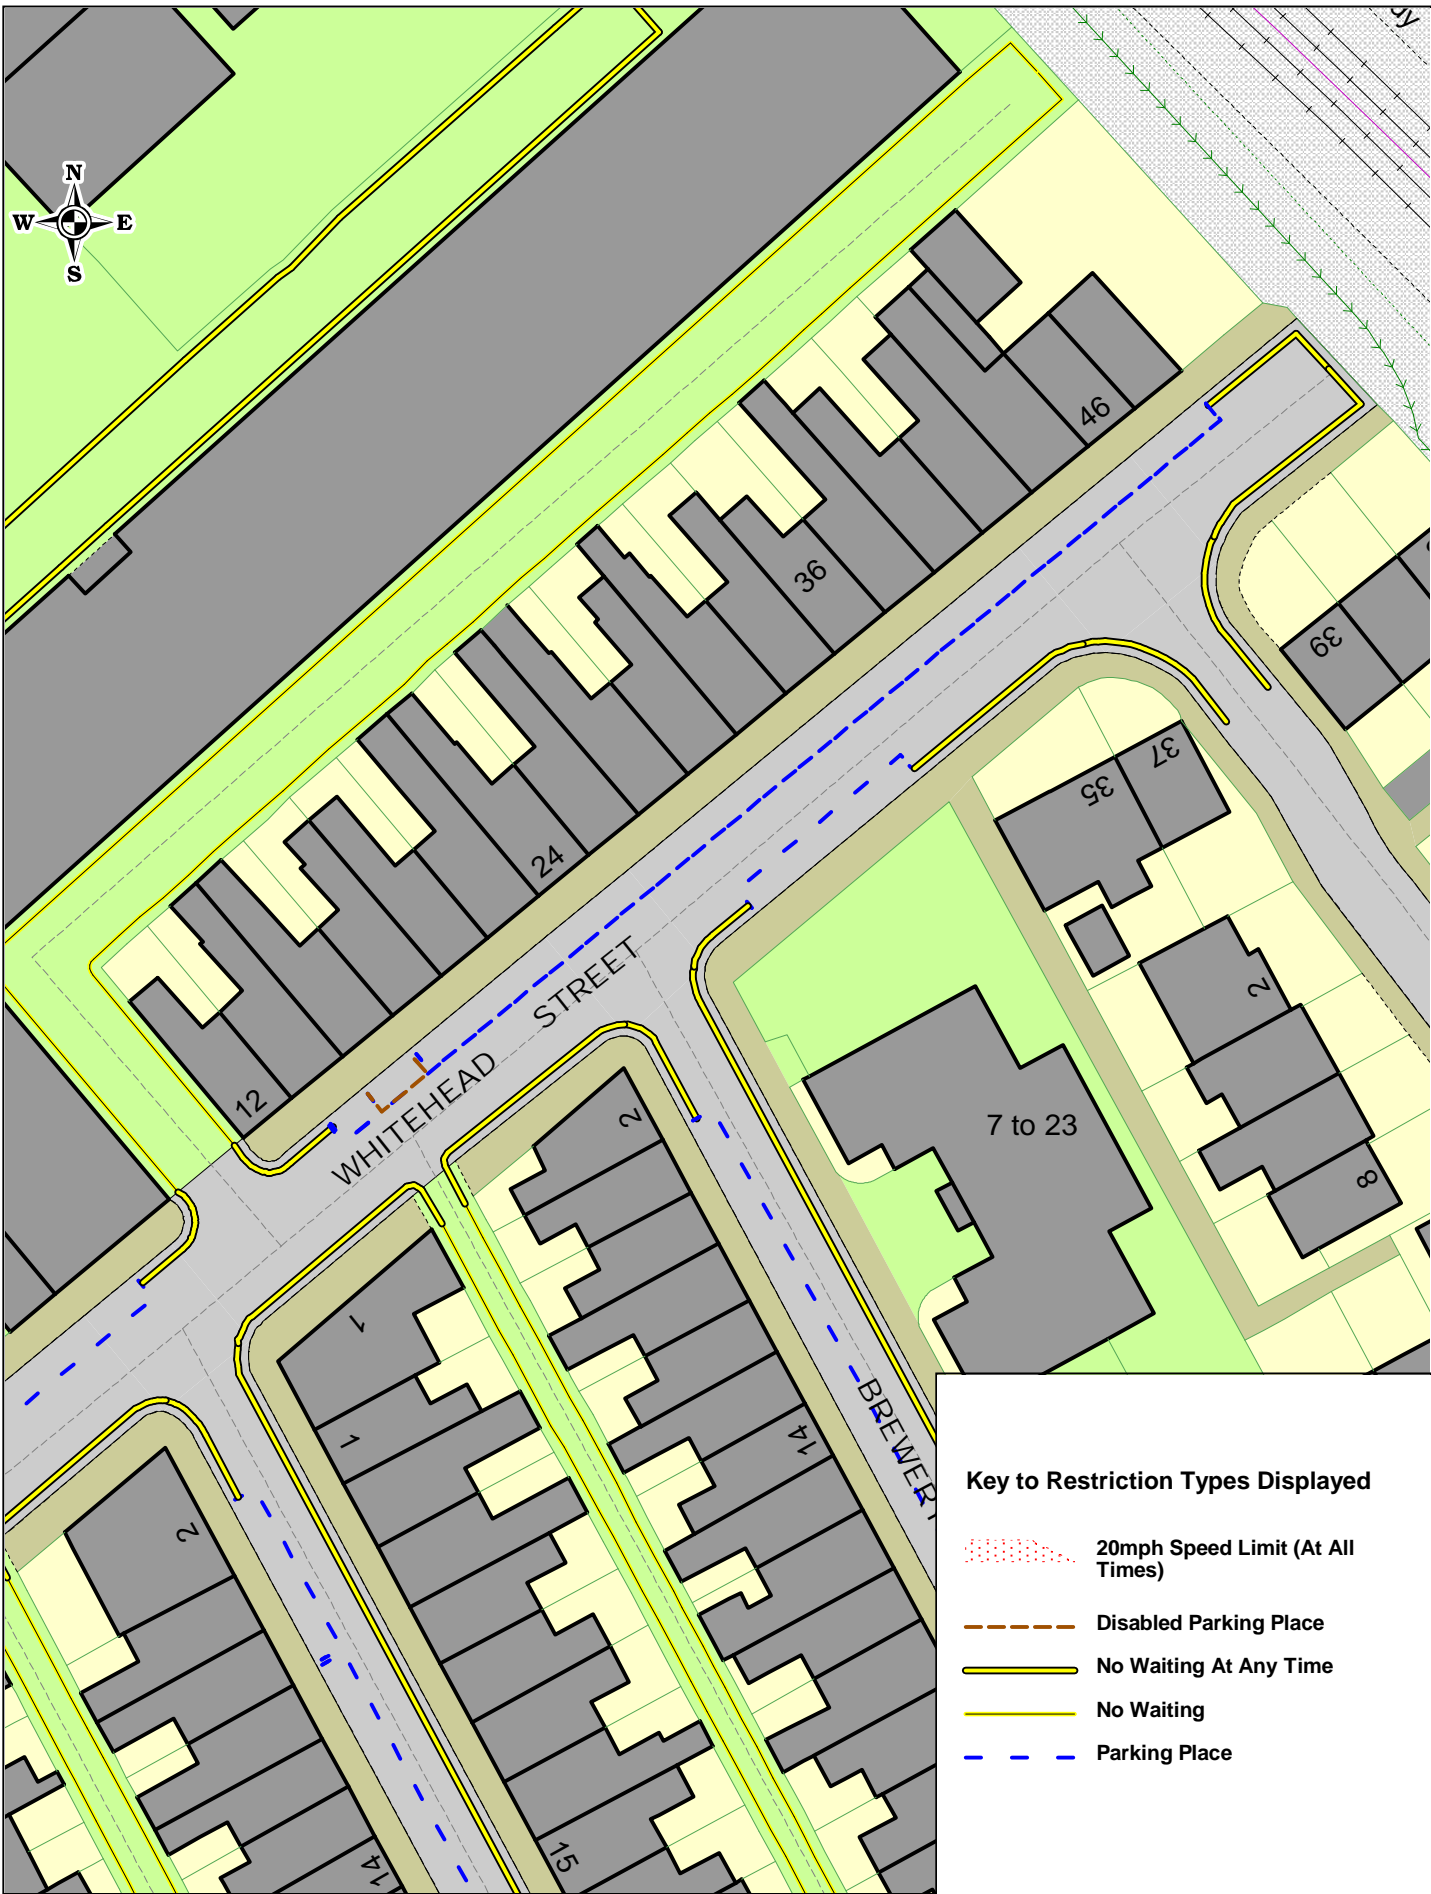 N
W E
S
46
36
39
37
35
24
2
12
WHITEHEAD STREET
2
7 to 23
8
1
1
14
BREWERY
2
15
14
Key to Restriction Types Displayed
20mph Speed Limit (At All
Times)
Disabled Parking Place
No Waiting At Any Time
No Waiting
Parking Place